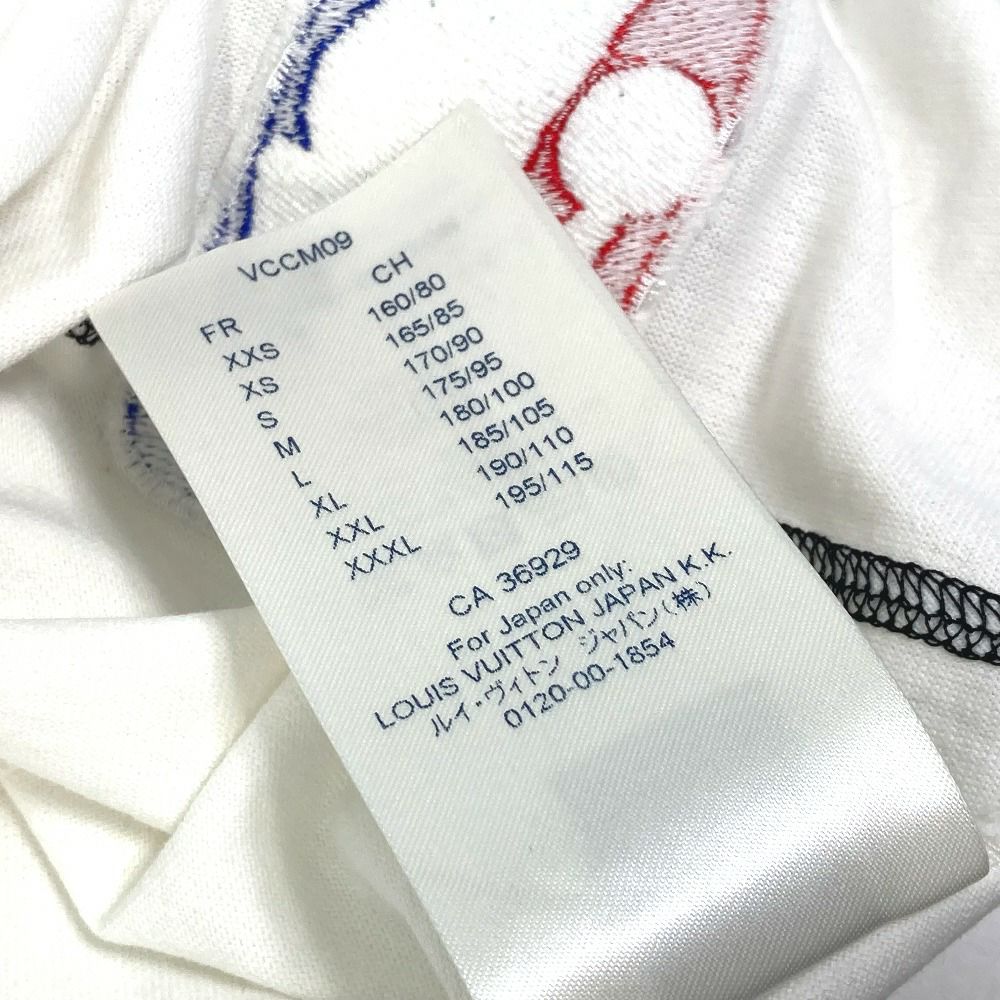 VCCM09
FR CH
XXS 160/80
XS 165/85
S 170/90
M 175/95
L 180/100
XL 185/105
XXL 190/110
XXXL 195/115
CA 36929
For Japan only:
LOUIS VUITTON JAPAN K.K.
ルイ・ヴィトン ジャパン(株)
0120-00-1854